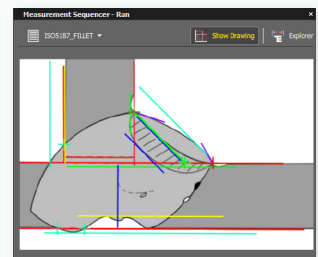 Measurement Sequencer - Run ×
ISO5187_FILLET Show Drawing Explorer